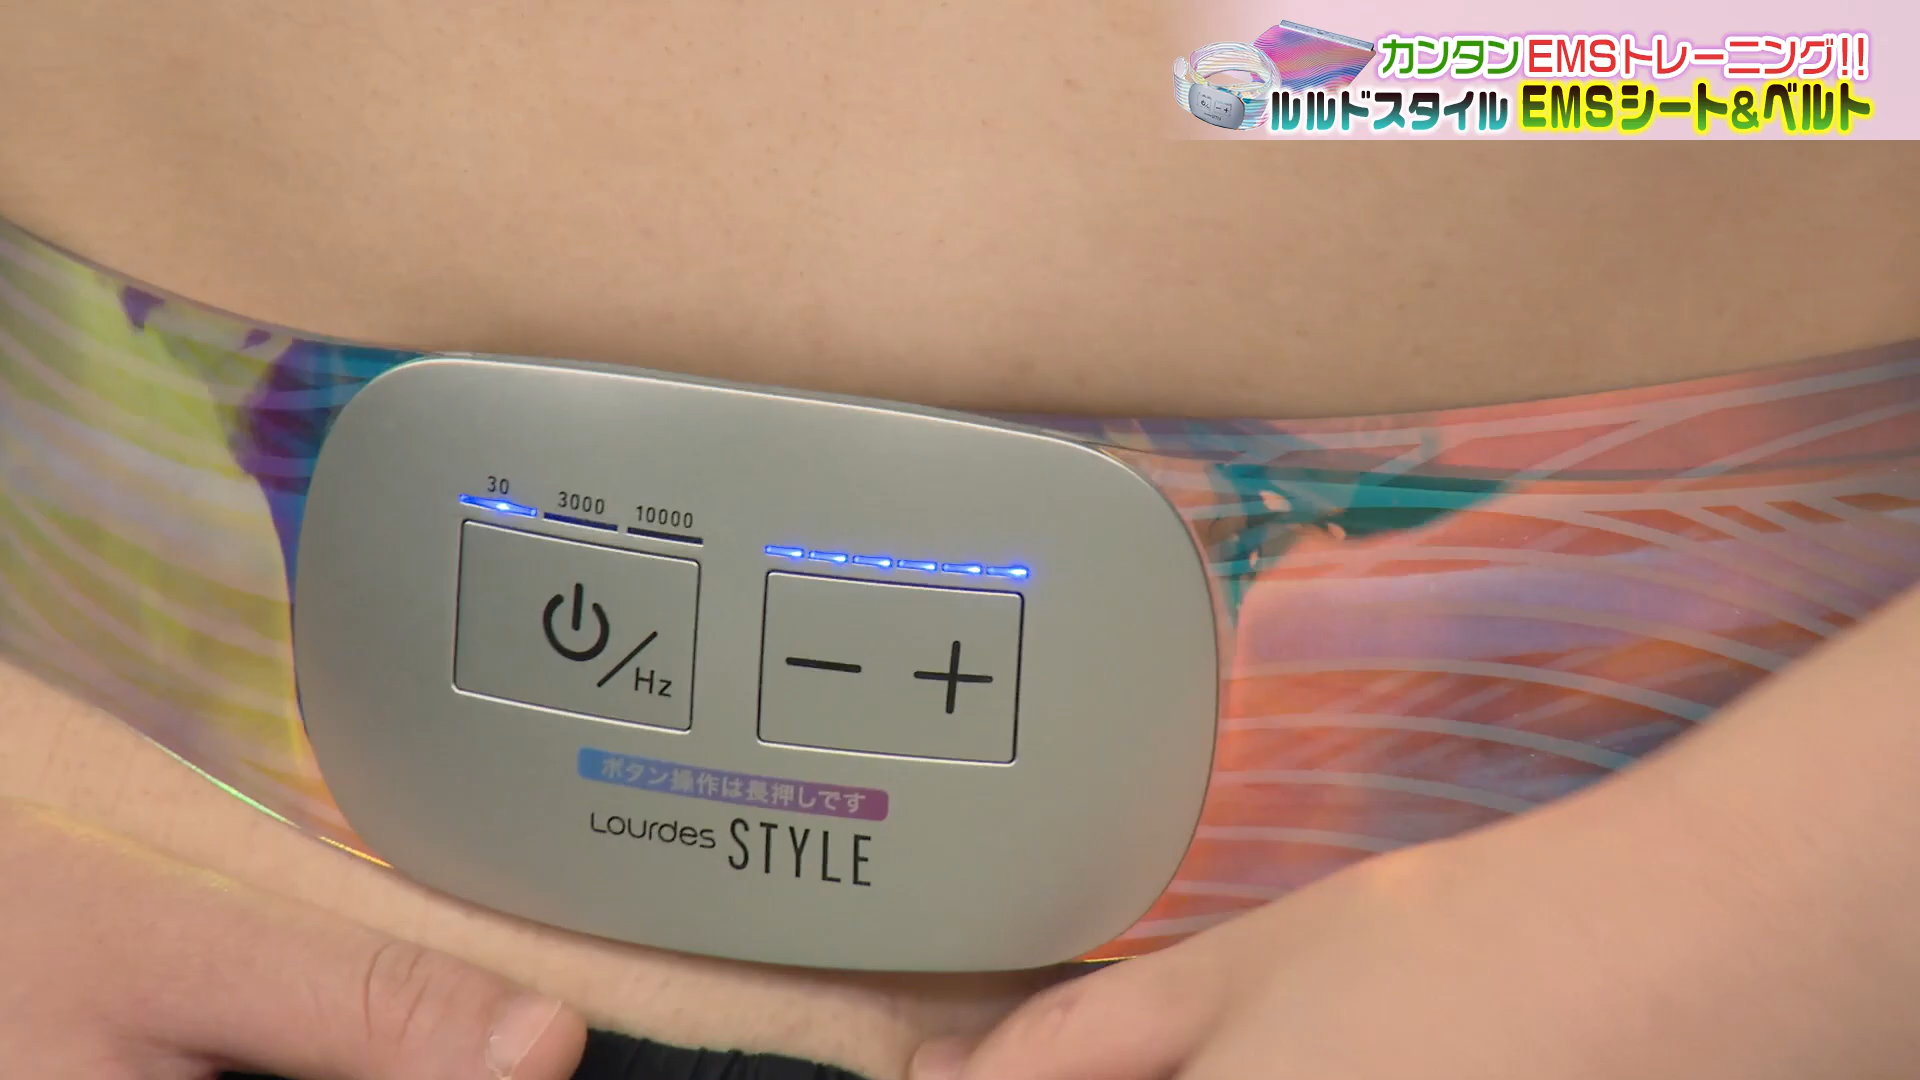 カンタンEMSトレーニング!!
ルルドスタイル EMSシート&ベルト
30 3000 10000
Hz
− +
ボタン操作は長押しです
Lourdes STYLE